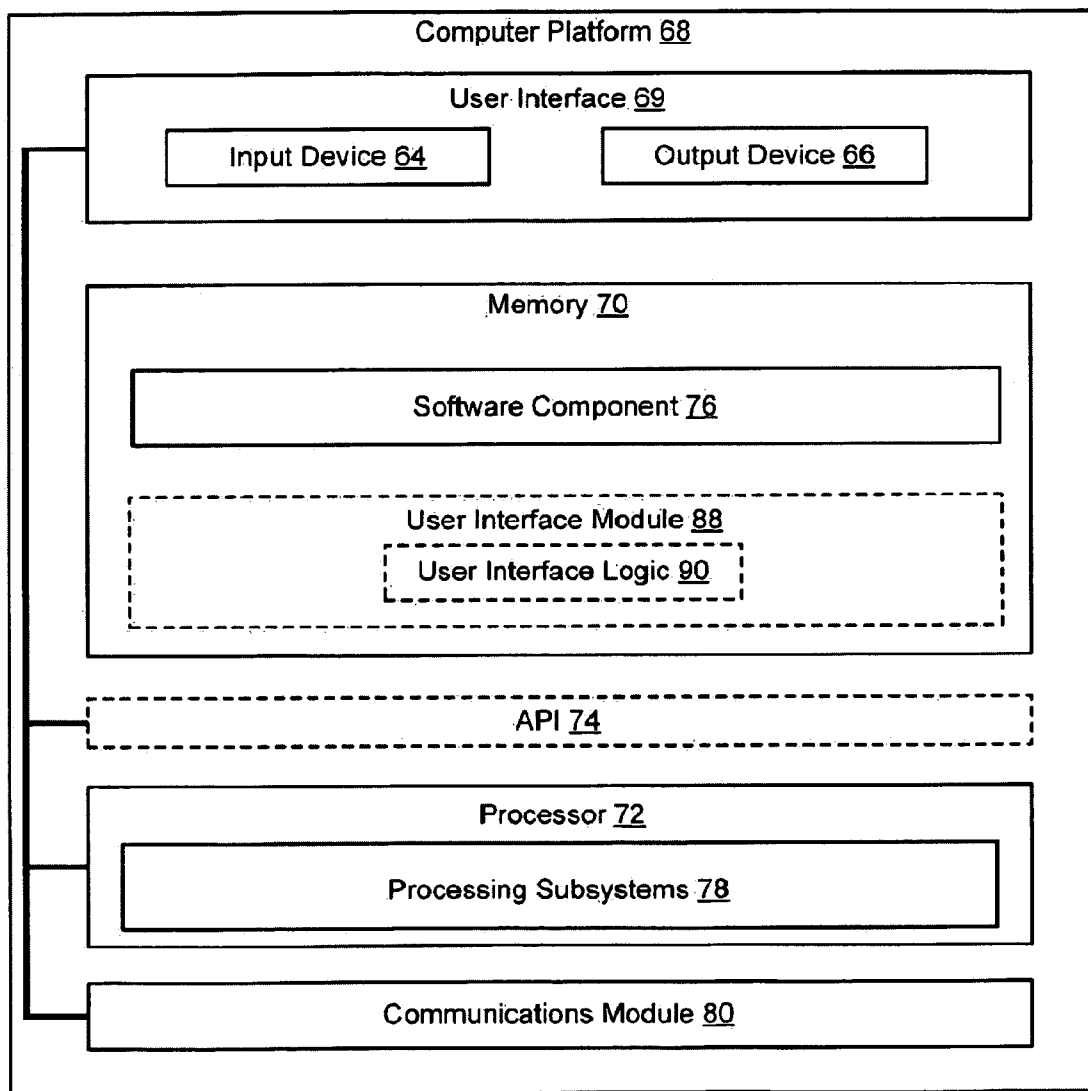 Computer Platform 68
User Interface 69
Input Device 64
Output Device 66
Memory 70
Software Component 76
User Interface Module 88
User Interface Logic 90
API 74
Processor 72
Processing Subsystems 78
Communications Module 80